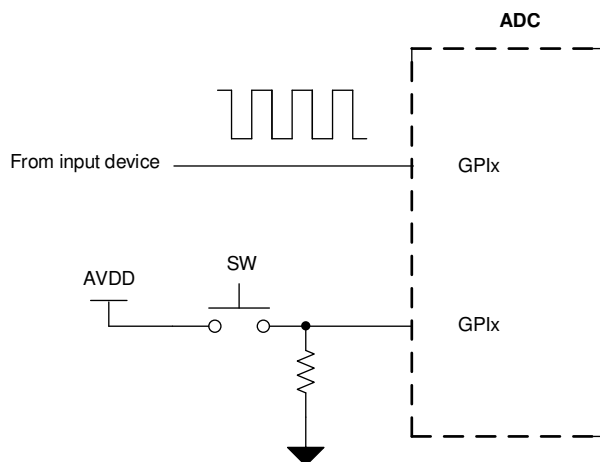 ADC
From input device
GPIx
SW
AVDD
GPIx